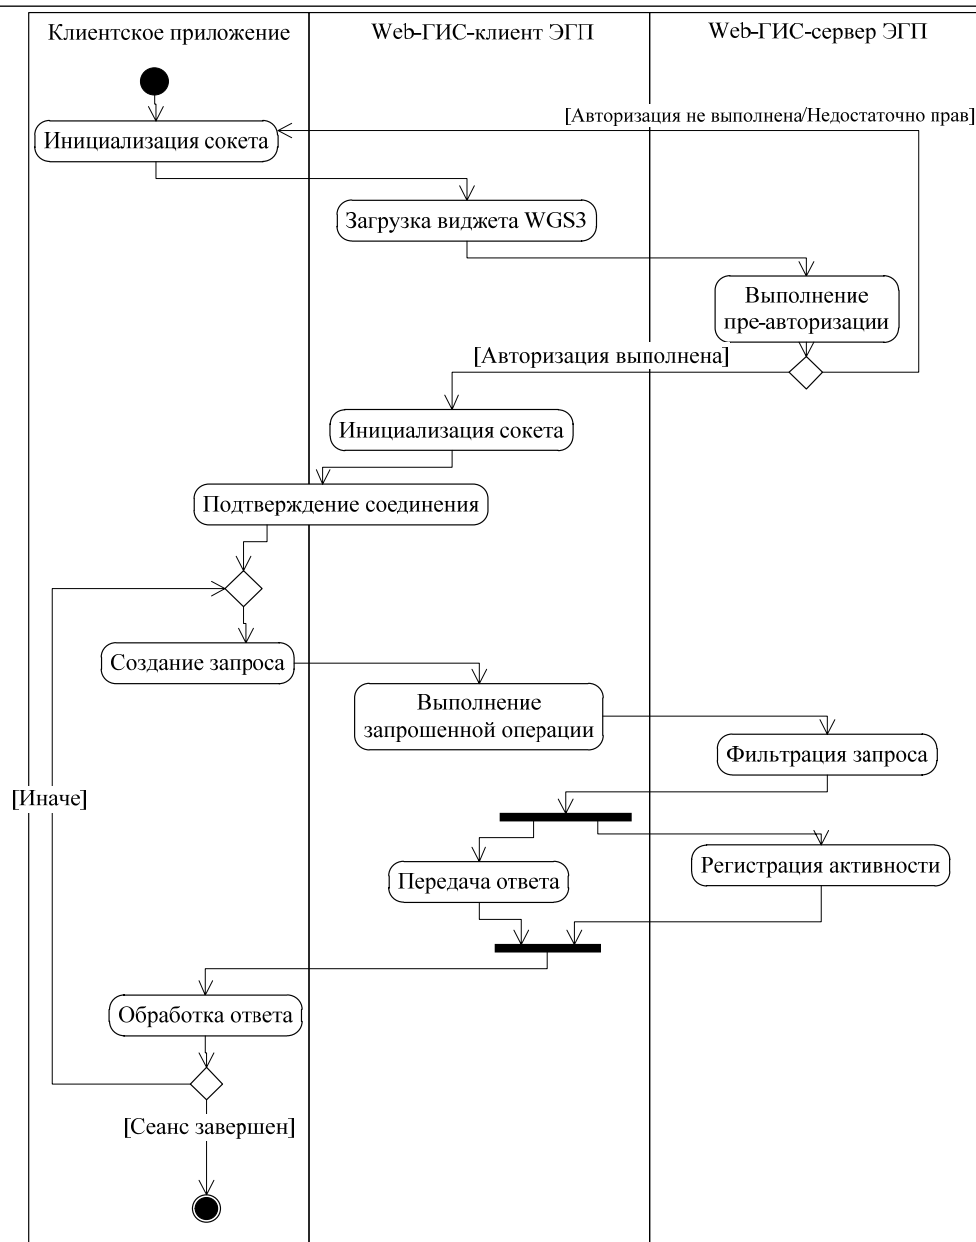 Клиентское приложение
Web-ГИС-клиент ЭГП
Web-ГИС-сервер ЭГП
[Авторизация не выполнена/Недостаточно прав]
Инициализация сокета
Загрузка виджета WGS3
Выполнение
пре-авторизации
[Авторизация выполнена]
Инициализация сокета
Подтверждение соединения
Создание запроса
Выполнение
запрошенной операции
Фильтрация запроса
[Иначе]
Передача ответа
Регистрация активности
Обработка ответа
[Сеанс завершен]